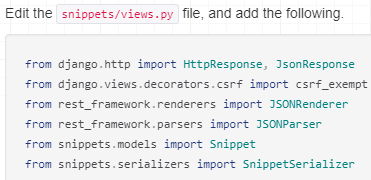 Edit the snippets/views.py file, and add the following.
from django.http import HttpResponse, JsonResponse
from django.views.decorators.csrf import csrf_exempt
from rest_framework.renderers import JSONRenderer
from rest_framework.parsers import JSONParser
from snippets.models import Snippet
from snippets.serializers import SnippetSerializer